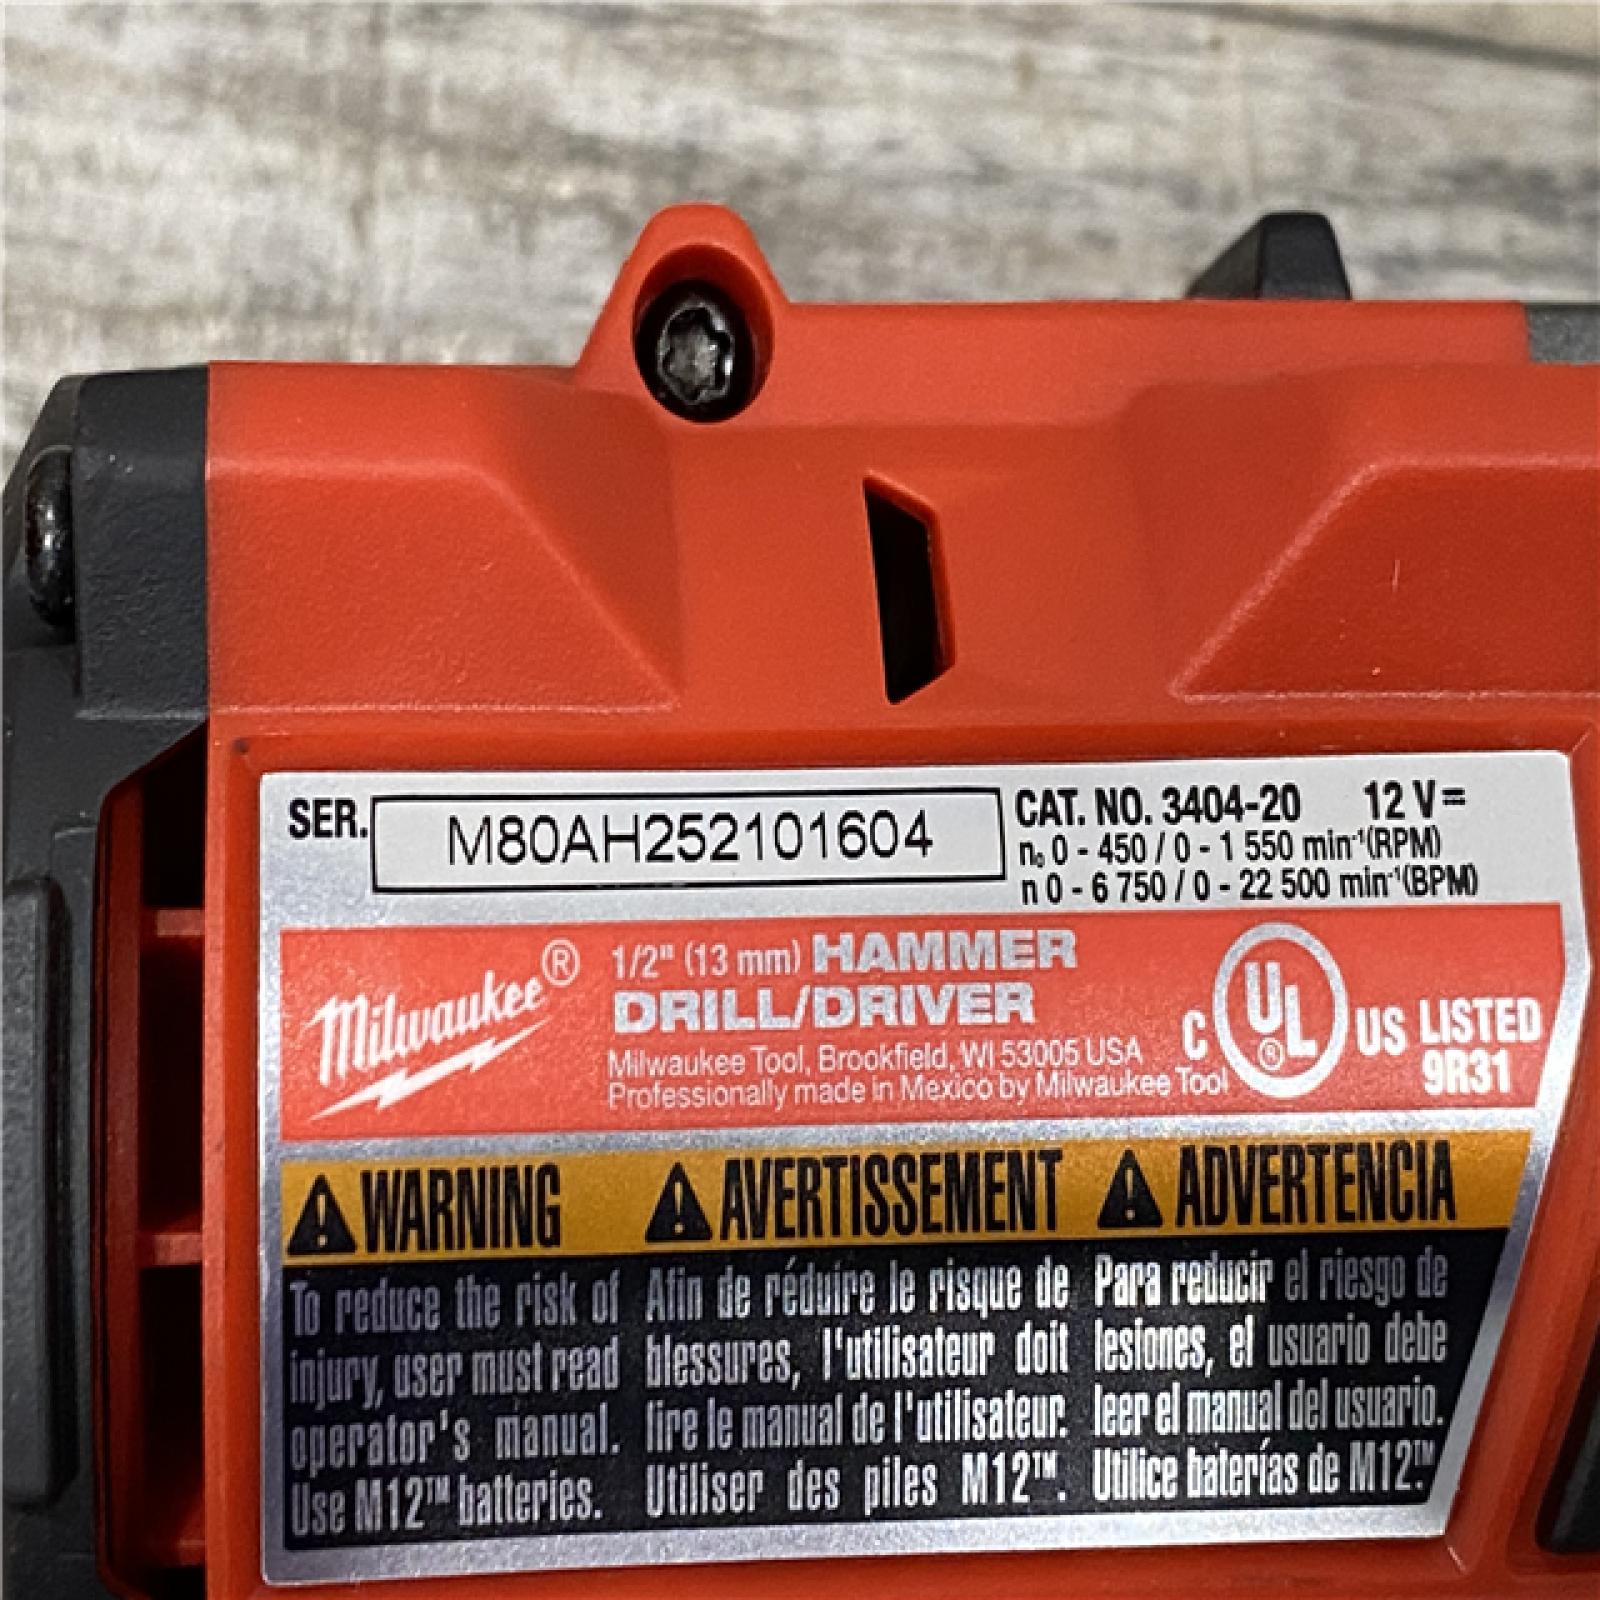 SER. M80AH252101604
CAT. NO. 3404-20 12 V⎓
n₀ 0 - 450 / 0 - 1 550 min⁻¹(RPM)
n 0 - 6 750 / 0 - 22 500 min⁻¹(BPM)
Milwaukee®
1/2" (13 mm) HAMMER
DRILL/DRIVER
Milwaukee Tool, Brookfield, WI 53005 USA
Professionally made in Mexico by Milwaukee Tool
C UL® US LISTED
9R31
⚠ WARNING
To reduce the risk of
injury, user must read
operator's manual.
Use M12™ batteries.
⚠ AVERTISSEMENT
Afin de réduire le risque de
blessures, l'utilisateur doit
lire le manual de l'utilisateur.
Utiliser des piles M12™.
⚠ ADVERTENCIA
Para reducir el riesgo de
lesiones, el usuario debe
leer el manual del usuario.
Utilice baterías de M12™.